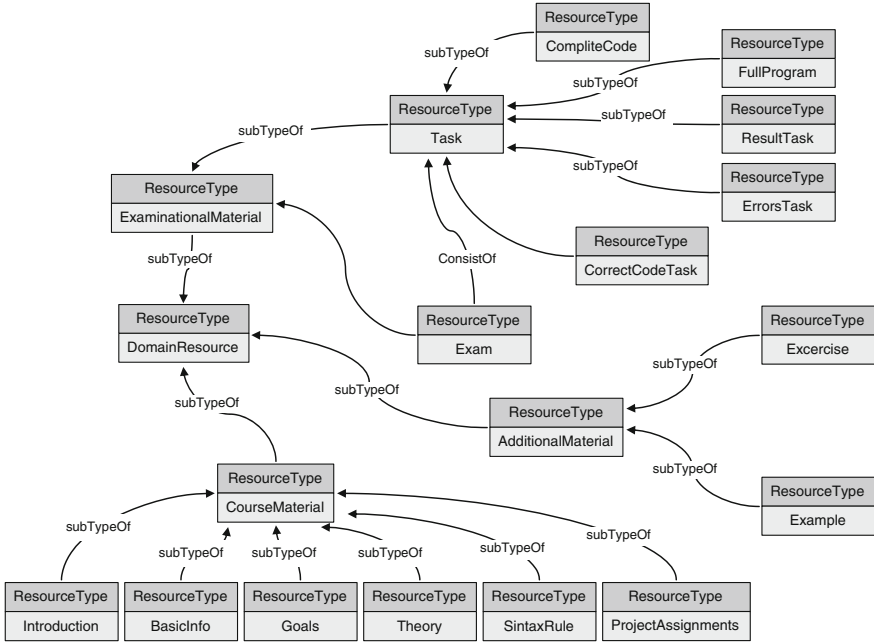 ResourceType
CompliteCode
subTypeOf
ResourceType
FullProgram
subTypeOf
ResourceType
Task
subTypeOf
ResourceType
ResultTask
subTypeOf
subTypeOf
ResourceType
ErrorsTask
ResourceType
ExaminationalMaterial
subTypeOf
ConsistOf
ResourceType
CorrectCodeTask
ResourceType
DomainResource
ResourceType
Exam
ResourceType
Excercise
subTypeOf
subTypeOf
subTypeOf
ResourceType
AdditionalMaterial
subTypeOf
ResourceType
CourseMaterial
ResourceType
Example
subTypeOf
subTypeOf
subTypeOf
subTypeOf
subTypeOf
subTypeOf
ResourceType
Introduction
ResourceType
BasicInfo
ResourceType
Goals
ResourceType
Theory
ResourceType
SintaxRule
ResourceType
ProjectAssignments